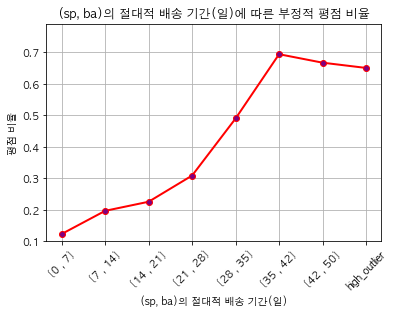 (sp, ba)의 절대적 배송 기간(일)에 따른 부정적 평점 비율
평점 비율
0.7
0.6
0.5
0.4
0.3
0.2
0.1
(0 , 7)
(7 , 14)
(14 , 21)
(21 , 28)
(28 , 35)
(35 , 42)
(42 , 50)
hgh_outlier
(sp, ba)의 절대적 배송 기간(일)